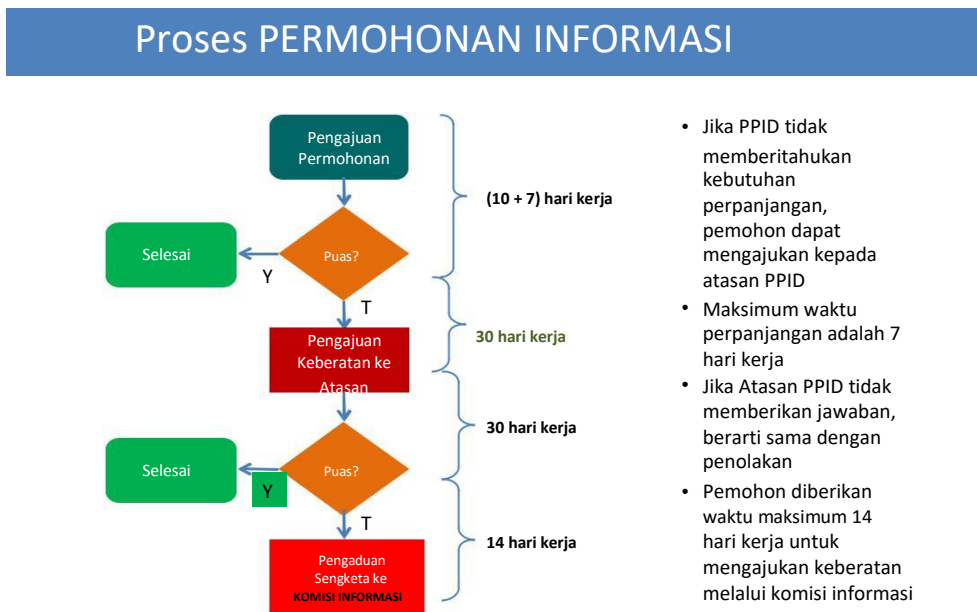 Proses PERMOHONAN INFORMASI
Pengajuan
Permohonan
(10 + 7) hari kerja
Selesai
Puas?
Y
T
30 hari kerja
Pengajuan
Keberatan ke
Atasan
30 hari kerja
Selesai
Puas?
Y
T
14 hari kerja
Pengaduan
Sengketa ke
KOMISI INFORMASI
• Jika PPID tidak
memberitahukan
kebutuhan
perpanjangan,
pemohon dapat
mengajukan kepada
atasan PPID
• Maksimum waktu
perpanjangan adalah 7
hari kerja
• Jika Atasan PPID tidak
memberikan jawaban,
berarti sama dengan
penolakan
• Pemohon diberikan
waktu maksimum 14
hari kerja untuk
mengajukan keberatan
melalui komisi informasi